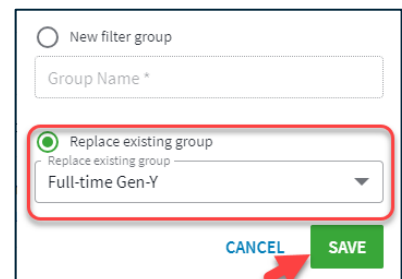 New filter group
Group Name *
Replace existing group
Replace existing group
Full-time Gen-Y
CANCEL SAVE